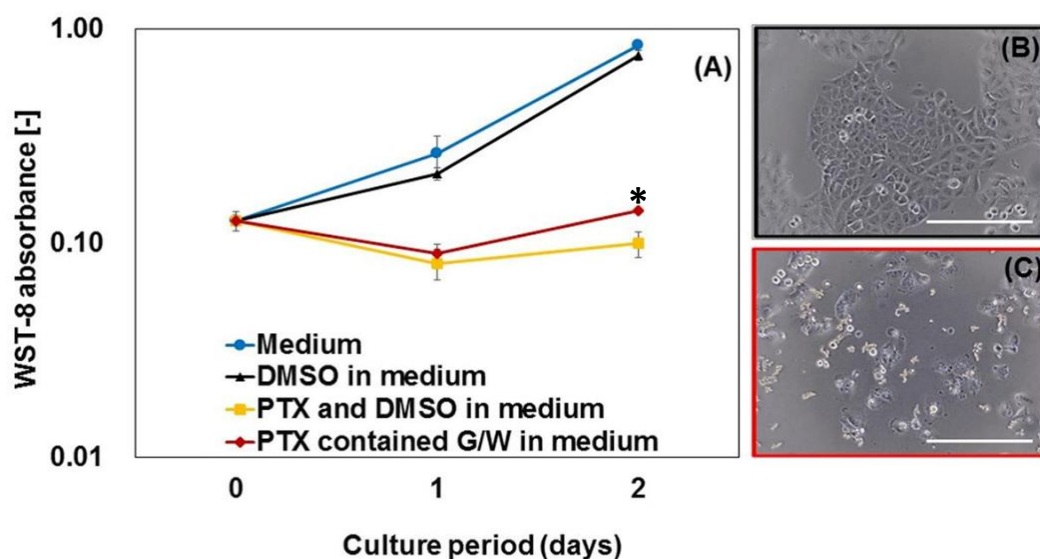 WST-8 absorbance [-]
1.00
0.10
0.01
(A)
*
Medium
DMSO in medium
PTX and DMSO in medium
PTX contained G/W in medium
0 1 2
Culture period (days)
(B)
(C)